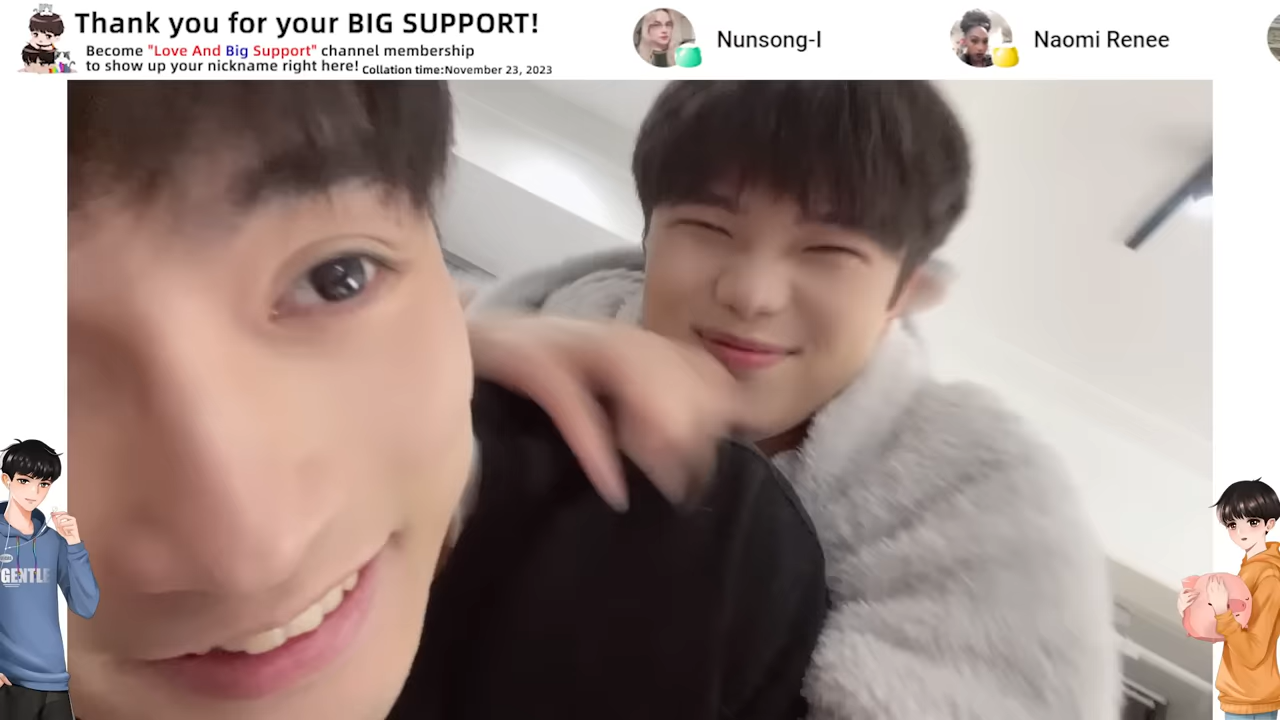 Thank you for your BIG SUPPORT!
Become "Love And Big Support" channel membership
to show up your nickname right here! Collation time:November 23, 2023
Nunsong-I
Naomi Renee
GENTLE